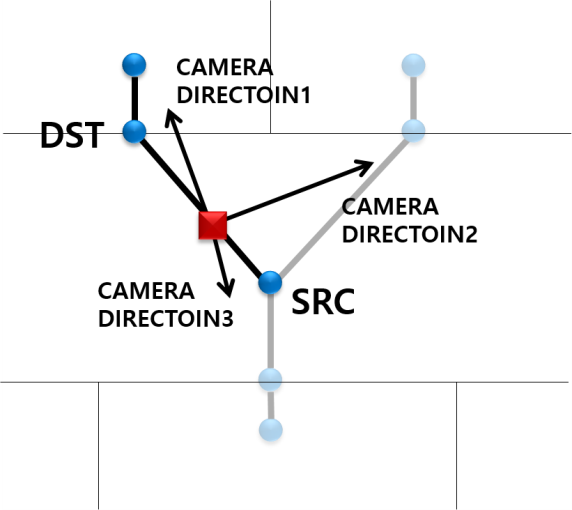 CAMERA
DIRECTOIN1
DST
CAMERA
DIRECTOIN2
CAMERA
DIRECTOIN3
SRC